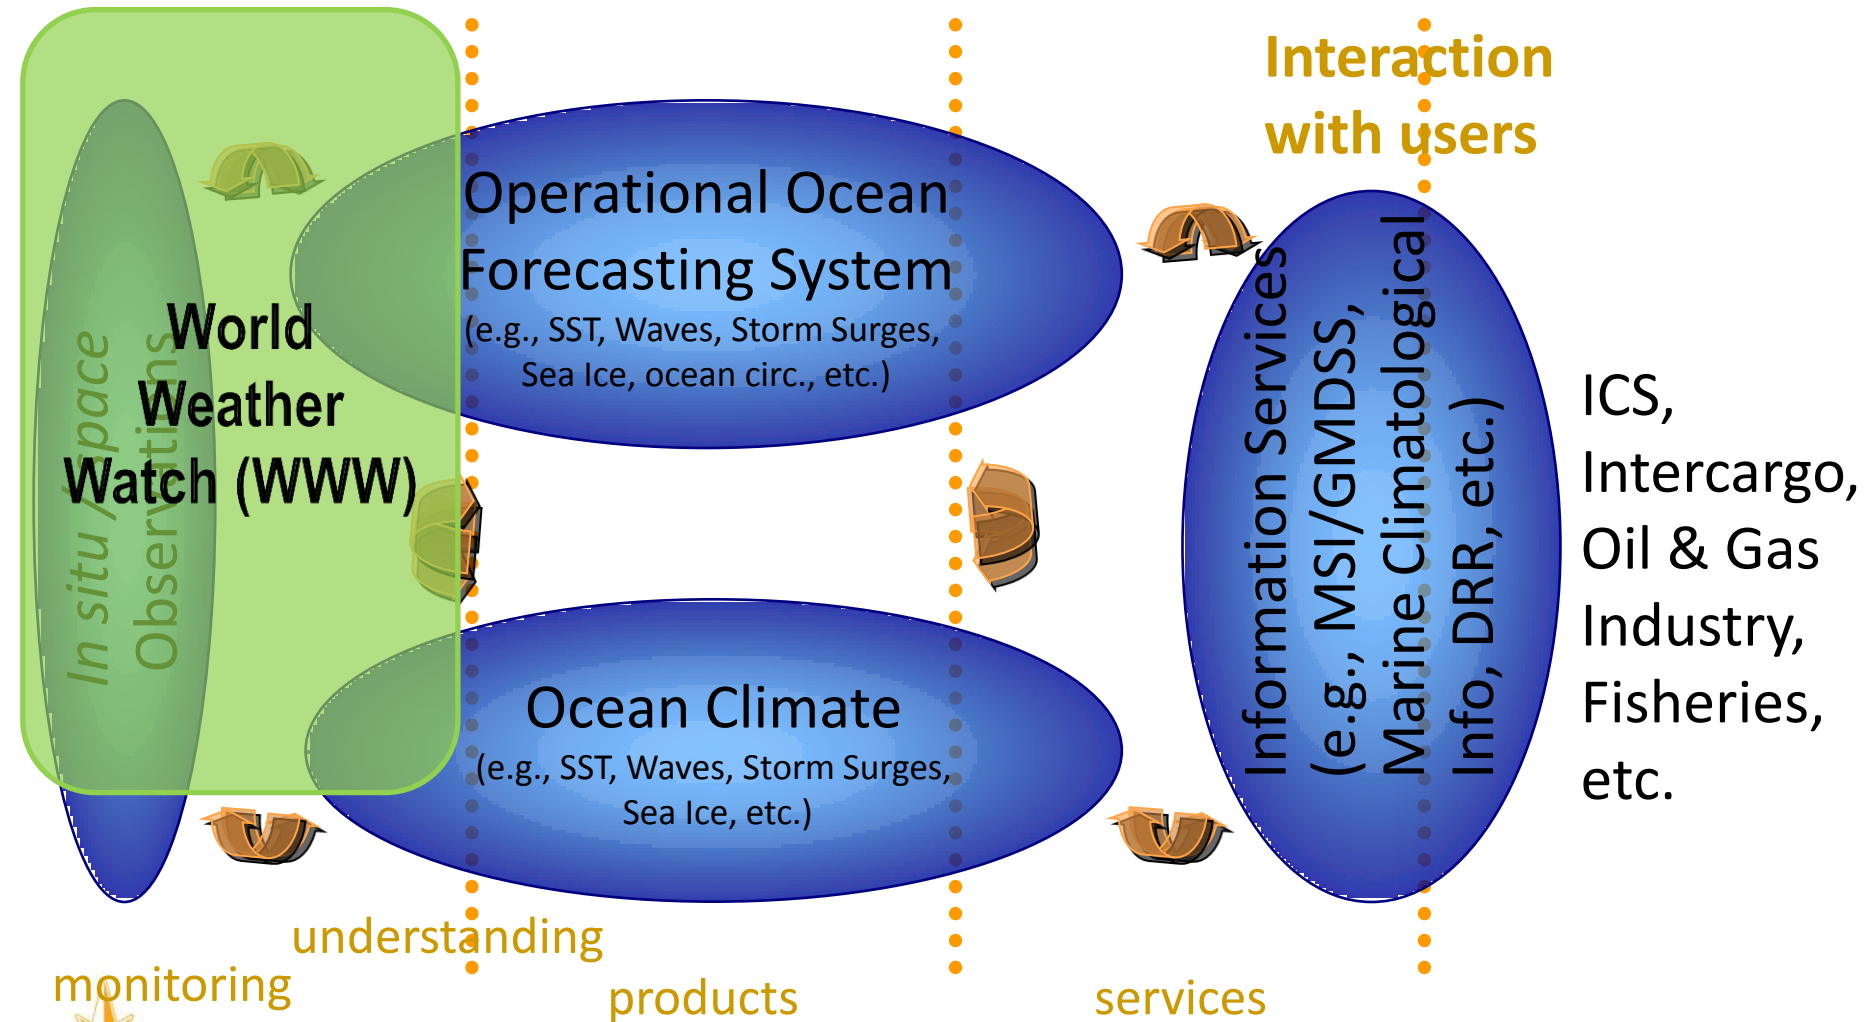 Interaction
with users
Operational Ocean
Forecasting System
(e.g., SST, Waves, Storm Surges,
Sea Ice, ocean circ., etc.)
World
Weather
Watch (WWW)
In situ /space
Observations
Ocean Climate
(e.g., SST, Waves, Storm Surges,
Sea Ice, etc.)
Information Services
(e.g., MSI/GMDSS,
Marine Climatological
Info, DRR, etc.)
ICS,
Intercargo,
Oil & Gas
Industry,
Fisheries,
etc.
understanding
monitoring
products
services